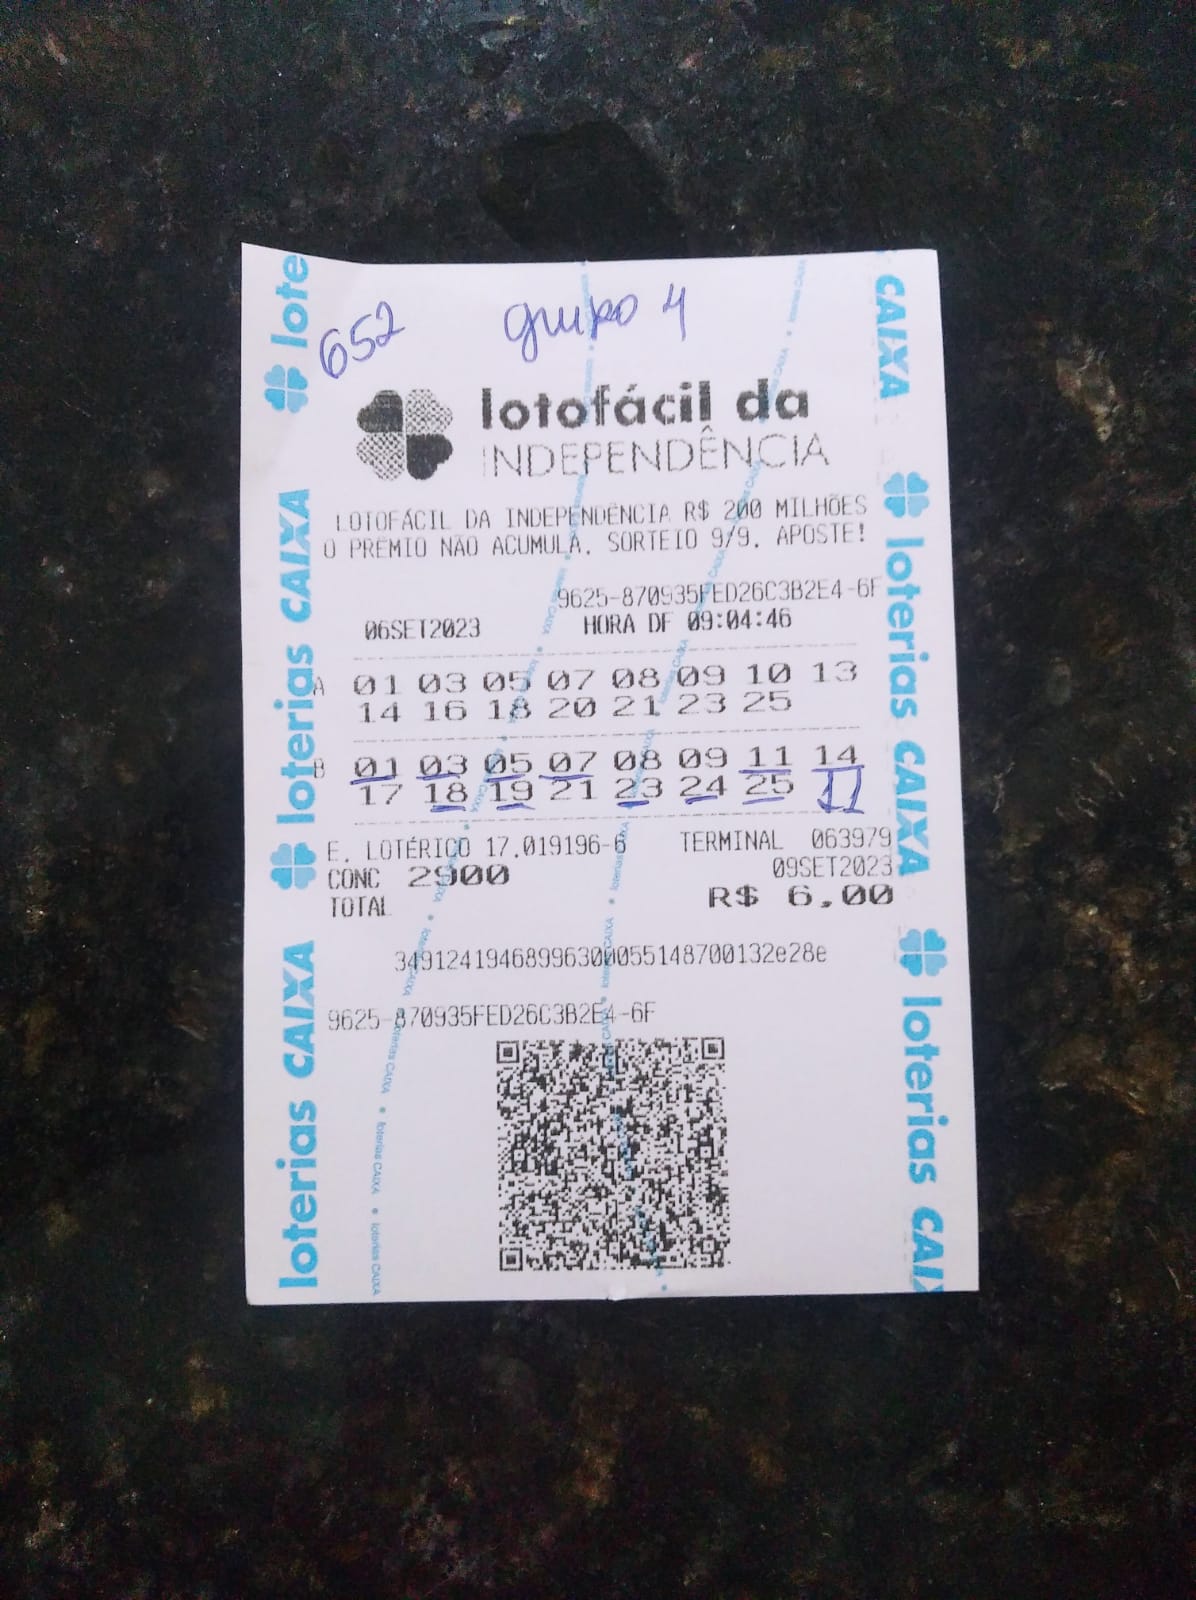 652 grupo 4
lotofácil da
INDEPENDÊNCIA
LOTOFÁCIL DA INDEPENDÊNCIA R$ 200 MILHÕES
O PRÊMIO NÃO ACUMULA. SORTEIO 9/9. APOSTE!
9625-870935FED26C3B2E4-6F
06SET2023 HORA DF 09:04:46
A 01 03 05 07 08 09 10 13
14 16 18 20 21 23 25
B 01 03 05 07 08 09 11 14
17 18 19 21 23 24 25 11
E. LOTÉRICO 17.019196-6 TERMINAL 063979
CONC 2900 09SET2023
TOTAL R$ 6,00
34912419468996300055148700132e28e
9625-870935FED26C3B2E4-6F
lote
loterias CAIXA
loterias CAIXA
CAIXA
loterias CAIXA
loterias CAIX